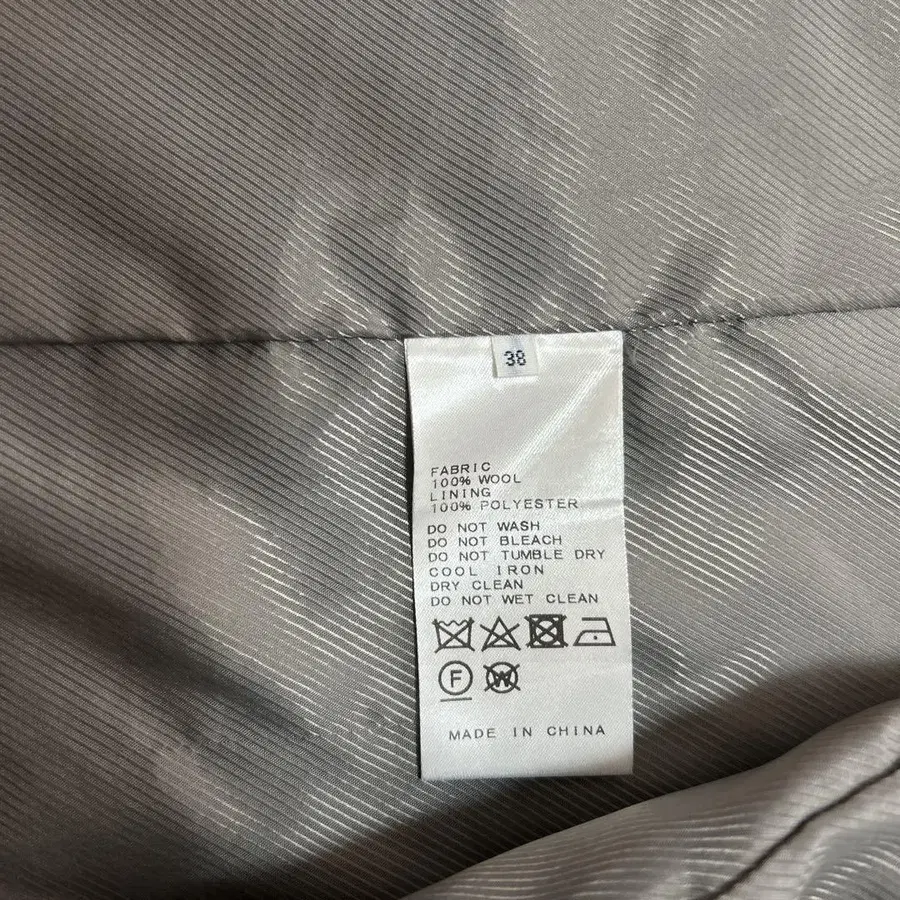 38
FABRIC
100% WOOL
LINING
100% POLYESTER
DO NOT WASH
DO NOT BLEACH
DO NOT TUMBLE DRY
COOL IRON
DRY CLEAN
DO NOT WET CLEAN
F W
MADE IN CHINA